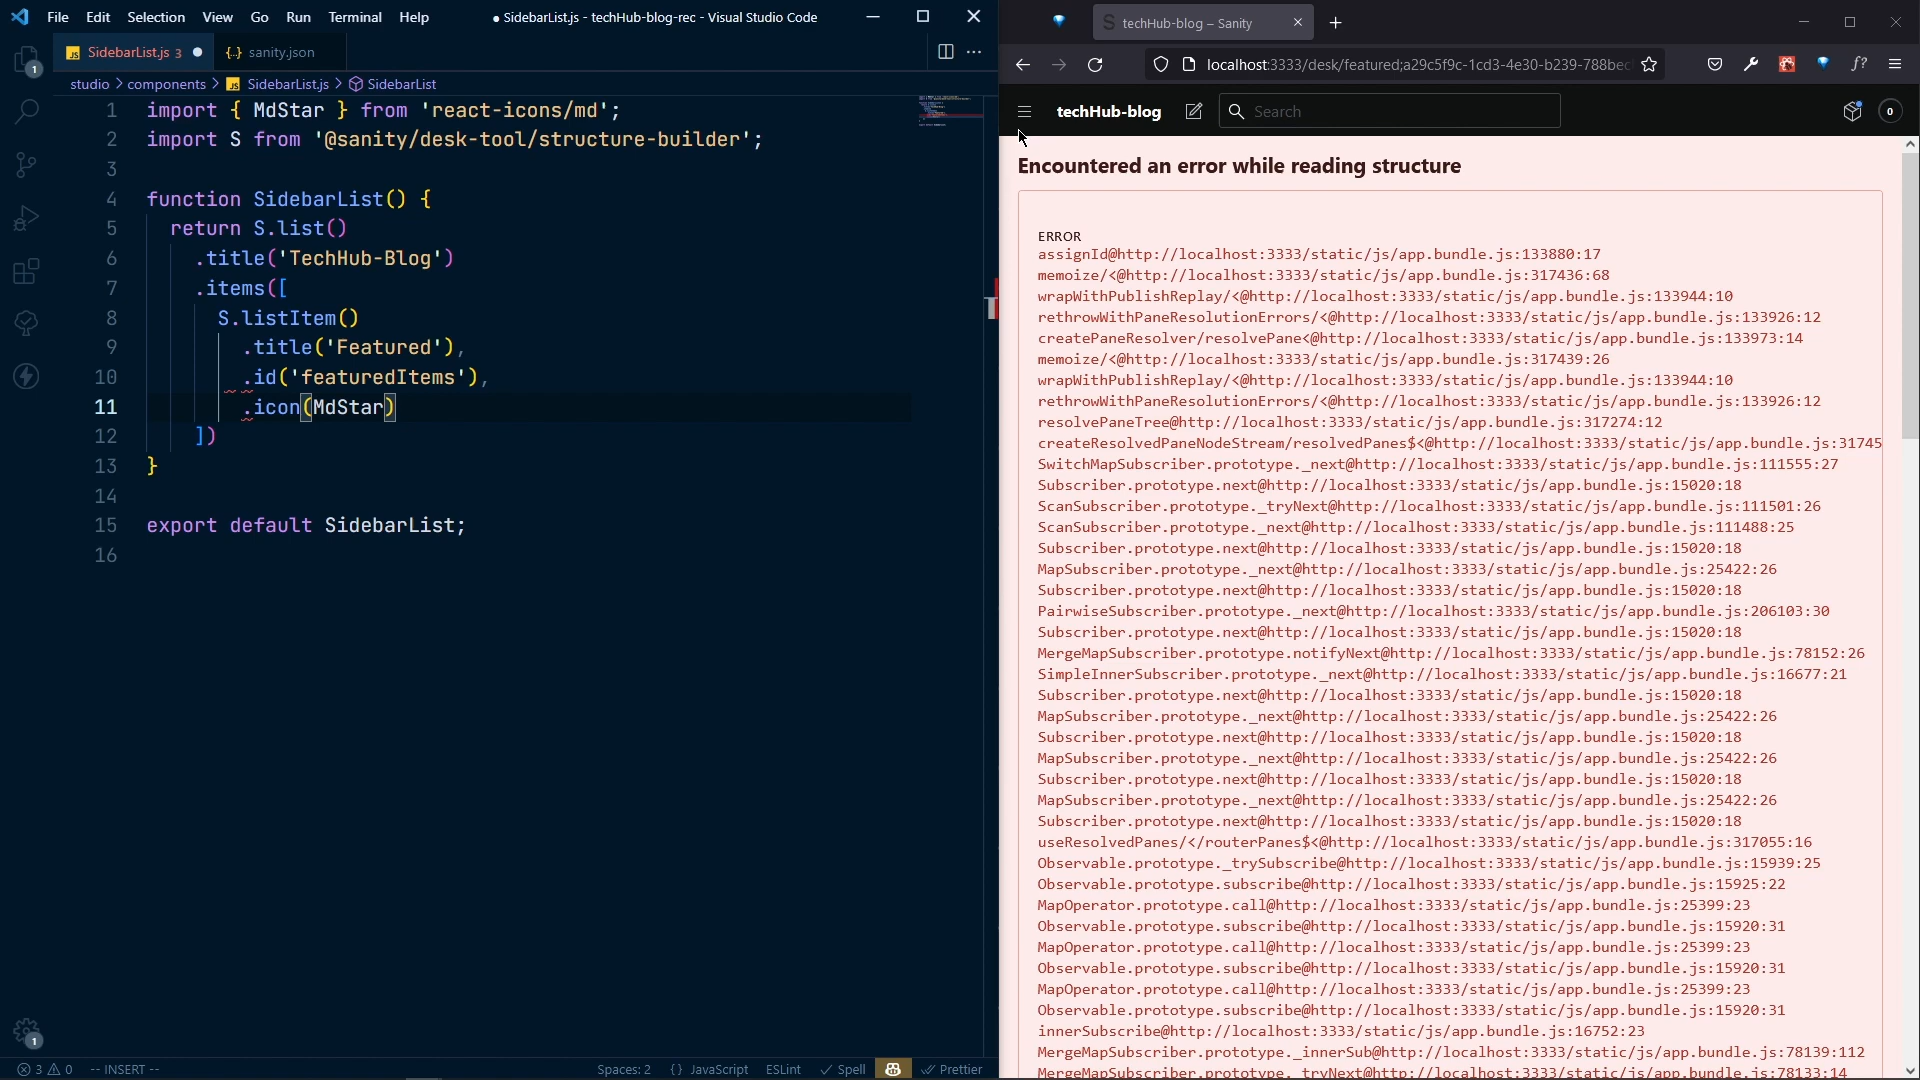 File Edit Selection View Go Run Terminal Help
● SidebarList.js - techHub-blog-rec - Visual Studio Code
SidebarList.js 3 ●
{..} sanity.json
studio > components > JS SidebarList.js > SidebarList
1 import { MdStar } from 'react-icons/md';
2 import S from '@sanity/desk-tool/structure-builder';
3
4 function SidebarList() {
5 return S.list()
6 .title('TechHub-Blog')
7 .items([
8 S.listItem()
9 .title('Featured'),
10 .id('featuredItems'),
11 .icon(MdStar)
12 ])
13 }
14
15 export default SidebarList;
16
1
1
3 0 -- INSERT --
Spaces: 2 {} JavaScript ESLint Spell Prettier
techHub-blog – Sanity
localhost:3333/desk/featured;a29c5f9c-1cd3-4e30-b239-788bec
f?
techHub-blog
Search
0
Encountered an error while reading structure
ERROR
assignId@http://localhost:3333/static/js/app.bundle.js:133880:17
memoize/<@http://localhost:3333/static/js/app.bundle.js:317436:68
wrapWithPublishReplay/<@http://localhost:3333/static/js/app.bundle.js:133944:10
rethrowWithPaneResolutionErrors/<@http://localhost:3333/static/js/app.bundle.js:133926:12
createPaneResolver/resolvePane<@http://localhost:3333/static/js/app.bundle.js:133973:14
memoize/<@http://localhost:3333/static/js/app.bundle.js:317439:26
wrapWithPublishReplay/<@http://localhost:3333/static/js/app.bundle.js:133944:10
rethrowWithPaneResolutionErrors/<@http://localhost:3333/static/js/app.bundle.js:133926:12
resolvePaneTree@http://localhost:3333/static/js/app.bundle.js:317274:12
createResolvedPaneNodeStream/resolvedPanes$<@http://localhost:3333/static/js/app.bundle.js:31745
SwitchMapSubscriber.prototype._next@http://localhost:3333/static/js/app.bundle.js:111555:27
Subscriber.prototype.next@http://localhost:3333/static/js/app.bundle.js:15020:18
ScanSubscriber.prototype._tryNext@http://localhost:3333/static/js/app.bundle.js:111501:26
ScanSubscriber.prototype._next@http://localhost:3333/static/js/app.bundle.js:111488:25
Subscriber.prototype.next@http://localhost:3333/static/js/app.bundle.js:15020:18
MapSubscriber.prototype._next@http://localhost:3333/static/js/app.bundle.js:25422:26
Subscriber.prototype.next@http://localhost:3333/static/js/app.bundle.js:15020:18
PairwiseSubscriber.prototype._next@http://localhost:3333/static/js/app.bundle.js:206103:30
Subscriber.prototype.next@http://localhost:3333/static/js/app.bundle.js:15020:18
MergeMapSubscriber.prototype.notifyNext@http://localhost:3333/static/js/app.bundle.js:78152:26
SimpleInnerSubscriber.prototype._next@http://localhost:3333/static/js/app.bundle.js:16677:21
Subscriber.prototype.next@http://localhost:3333/static/js/app.bundle.js:15020:18
MapSubscriber.prototype._next@http://localhost:3333/static/js/app.bundle.js:25422:26
Subscriber.prototype.next@http://localhost:3333/static/js/app.bundle.js:15020:18
MapSubscriber.prototype._next@http://localhost:3333/static/js/app.bundle.js:25422:26
Subscriber.prototype.next@http://localhost:3333/static/js/app.bundle.js:15020:18
MapSubscriber.prototype._next@http://localhost:3333/static/js/app.bundle.js:25422:26
Subscriber.prototype.next@http://localhost:3333/static/js/app.bundle.js:15020:18
useResolvedPanes/</routerPanes$<@http://localhost:3333/static/js/app.bundle.js:317055:16
Observable.prototype._trySubscribe@http://localhost:3333/static/js/app.bundle.js:15939:25
Observable.prototype.subscribe@http://localhost:3333/static/js/app.bundle.js:15925:22
MapOperator.prototype.call@http://localhost:3333/static/js/app.bundle.js:25399:23
Observable.prototype.subscribe@http://localhost:3333/static/js/app.bundle.js:15920:31
MapOperator.prototype.call@http://localhost:3333/static/js/app.bundle.js:25399:23
Observable.prototype.subscribe@http://localhost:3333/static/js/app.bundle.js:15920:31
MapOperator.prototype.call@http://localhost:3333/static/js/app.bundle.js:25399:23
Observable.prototype.subscribe@http://localhost:3333/static/js/app.bundle.js:15920:31
innerSubscribe@http://localhost:3333/static/js/app.bundle.js:16752:23
MergeMapSubscriber.prototype._innerSub@http://localhost:3333/static/js/app.bundle.js:78139:112
MergeMapSubscriber.prototype._tryNext@http://localhost:3333/static/js/app.bundle.js:78133:14